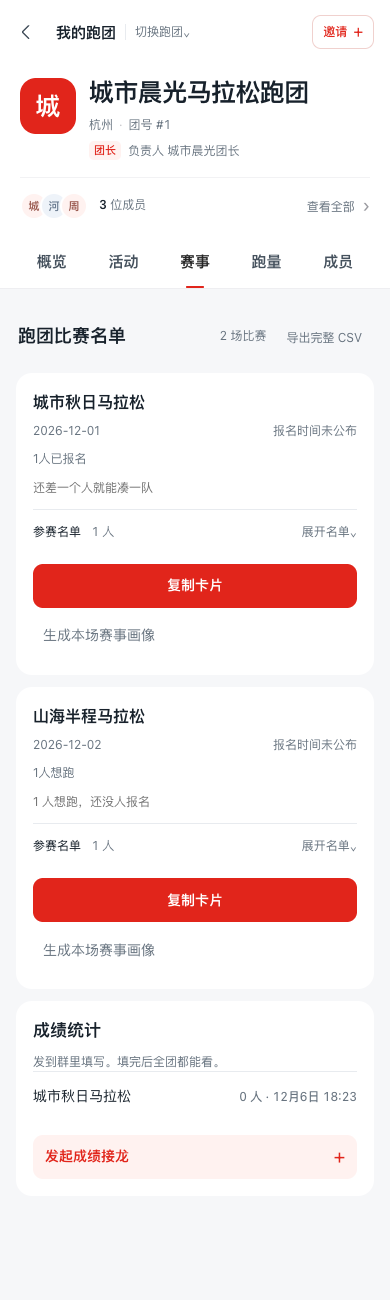 我的跑团 切换跑团 邀请 +
城 城市晨光马拉松跑团
杭州 · 团号 #1
团长 负责人 城市晨光团长
城 河 周 3 位成员 查看全部
概览 活动 赛事 跑量 成员
跑团比赛名单 2 场比赛 导出完整 CSV
城市秋日马拉松
2026-12-01 报名时间未公布
1人已报名
还差一个人就能凑一队
参赛名单 1 人 展开名单
复制卡片
生成本场赛事画像
山海半程马拉松
2026-12-02 报名时间未公布
1人想跑
1 人想跑，还没人报名
参赛名单 1 人 展开名单
复制卡片
生成本场赛事画像
成绩统计
发到群里填写。填完后全团都能看。
城市秋日马拉松 0 人 · 12月6日 18:23
发起成绩接龙 +